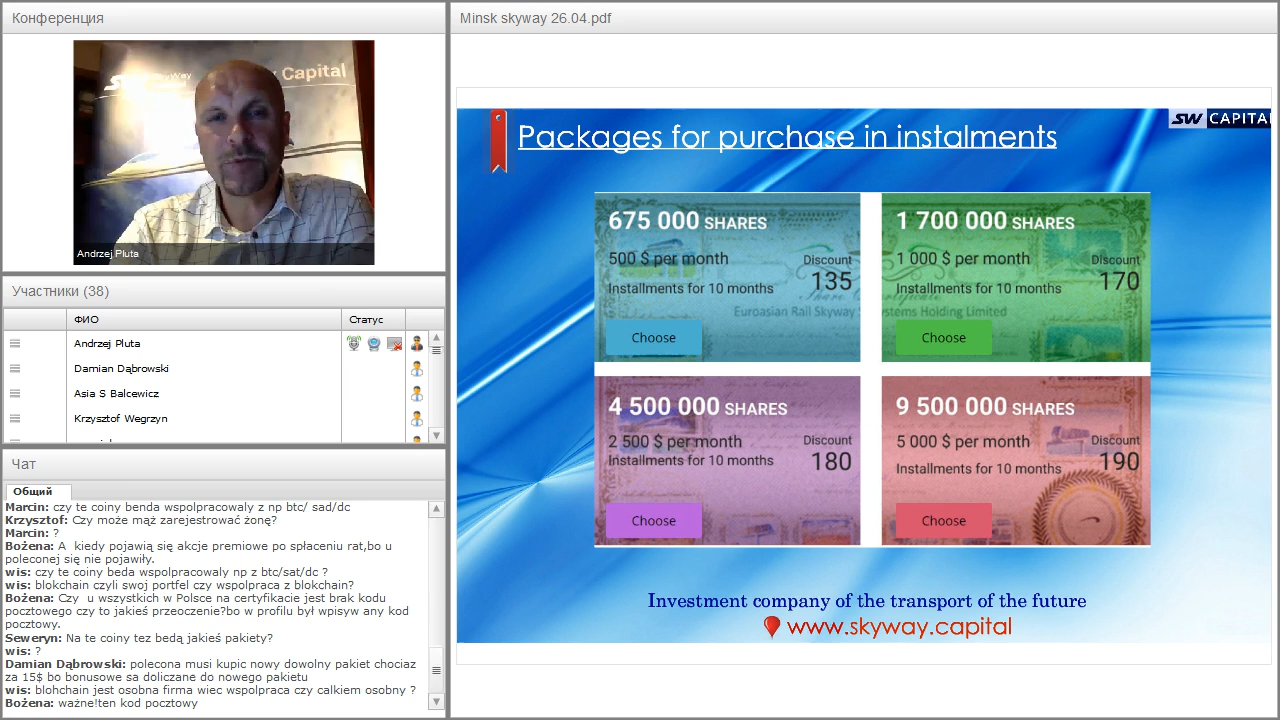 Конференция
SW Capital
Andrzej Pluta
Участники (38)
ФИО
Статус
Andrzej Pluta
Damian Dąbrowski
Asia S Balcewicz
Krzysztof Wegrzyn
Чат
Общий
Marcin: czy te coiny benda wspolpracowaly z np btc/ sad/dc
Krzysztof: Czy może mąż zarejestrować żonę?
Marcin: ?
Bożena: A kiedy pojawią się akcje premiowe po spłaceniu rat,bo u
poleconej się nie pojawiły.
wis: czy te coiny beda wspolpracowaly np z btc/sat/dc ?
wis: blokchain czyli swoj portfel czy wspolpraca z blokchain?
Bożena: Czy u wszystkich w Polsce na certyfikacie jest brak kodu
pocztowego czy to jakieś przeoczenie?bo w profilu był wpisyw any kod
pocztowy.
Seweryn: Na te coiny tez bedą jakieś pakiety?
wis: ?
Damian Dąbrowski: polecona musi kupic nowy dowolny pakiet chociaz
za 15$ bo bonusowe sa doliczane do nowego pakietu
wis: blohchain jest osobna firma wiec wspolpraca czy calkiem osobny ?
Bożena: ważne!ten kod pocztowy
Minsk skyway 26.04.pdf
SW CAPITA
Packages for purchase in instalments
675 000 SHARES
500 $ per month
Discount
135
Installments for 10 months
Choose
1 700 000 SHARES
1 000 $ per month
Discount
170
Installments for 10 months
Choose
Share Certificate
Euroasian Rail Skyway Systems Holding Limited
4 500 000 SHARES
2 500 $ per month
Discount
180
Installments for 10 months
Choose
9 500 000 SHARES
5 000 $ per month
Discount
190
Installments for 10 months
Choose
Investment company of the transport of the future
www.skyway.capital